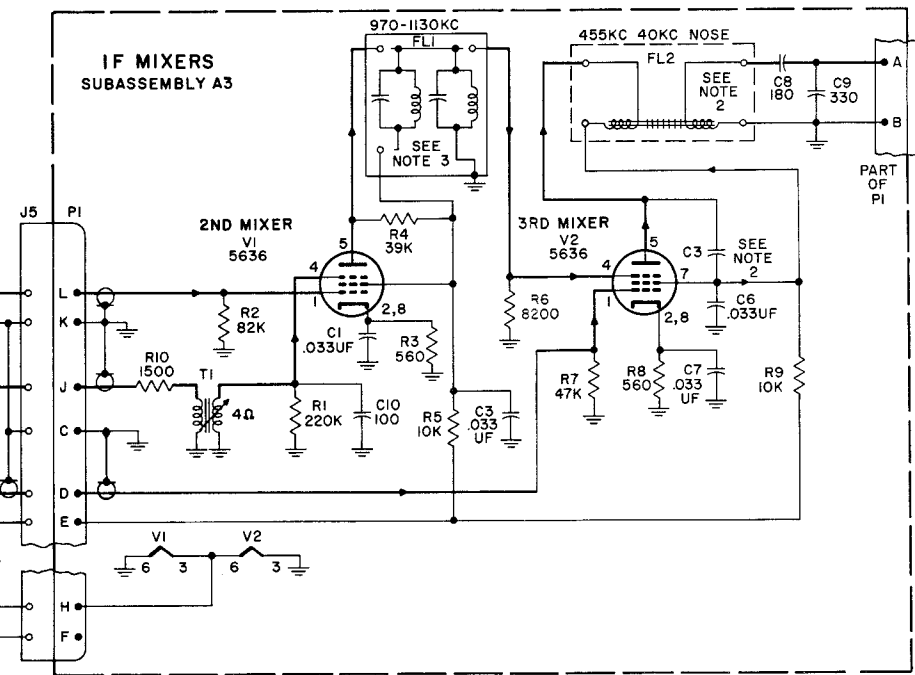 970-1130KC
FL1
SEE
NOTE 3
455KC 40KC NOSE
FL2
SEE
NOTE
2
C8
180
C9
330
A
B
PART
OF
P1
IF MIXERS
SUBASSEMBLY A3
J5
P1
2ND MIXER
V1
5636
5
4
1
2,8
R4
39K
3RD MIXER
V2
5636
5
4
7
1
2,8
C3
SEE
NOTE
2
C6
.033UF
L
K
J
C
D
E
H
F
R2
82K
C1
.033UF
R3
560
R6
8200
R10
1500
T1
4Ω
R1
220K
C10
100
R5
10K
C3
.033
UF
R7
47K
R8
560
C7
.033
UF
R9
10K
V1
6
3
V2
6
3